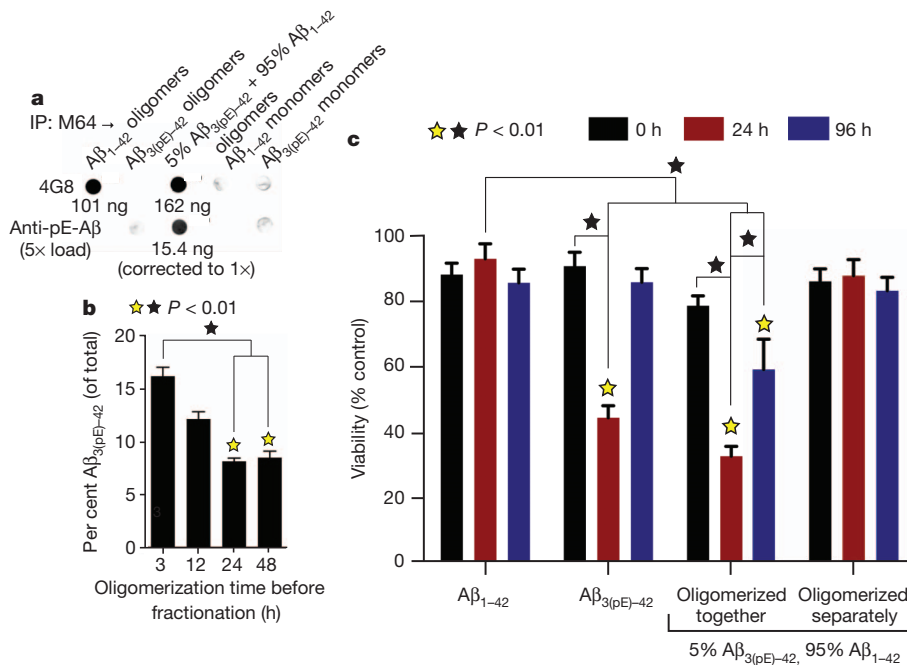 a
IP: M64 →
Aβ1–42 oligomers
Aβ3(pE)–42 oligomers
5% Aβ3(pE)–42 + 95% Aβ1–42
oligomers
Aβ1–42 monomers
Aβ3(pE)–42 monomers
4G8
101 ng
162 ng
Anti-pE-Aβ
(5× load)
15.4 ng
(corrected to 1×)
b
P < 0.01
Per cent Aβ3(pE)–42 (of total)
20
15
10
5
0
3
3
12
24
48
Oligomerization time before
fractionation (h)
c
P < 0.01
0 h
24 h
96 h
Viability (% control)
100
80
60
40
20
0
Aβ1–42
Aβ3(pE)–42
Oligomerized
together
Oligomerized
separately
5% Aβ3(pE)–42, 95% Aβ1–42